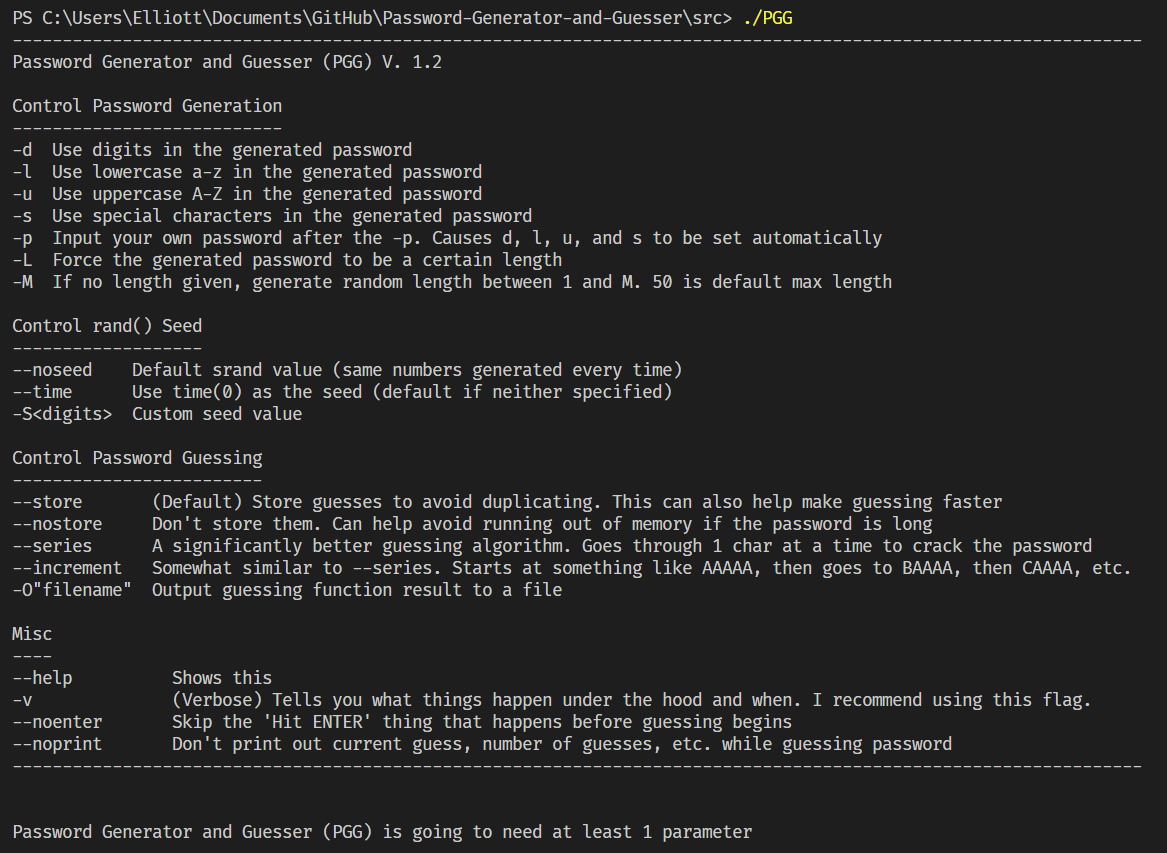 PS C:\Users\Elliott\Documents\GitHub\Password-Generator-and-Guesser\src> ./PGG
-----------------------------------------------------------------------------------------------------------------
Password Generator and Guesser (PGG) V. 1.2

Control Password Generation
---------------------------
-d  Use digits in the generated password
-l  Use lowercase a-z in the generated password
-u  Use uppercase A-Z in the generated password
-s  Use special characters in the generated password
-p  Input your own password after the -p. Causes d, l, u, and s to be set automatically
-L  Force the generated password to be a certain length
-M  If no length given, generate random length between 1 and M. 50 is default max length

Control rand() Seed
-------------------
--noseed    Default srand value (same numbers generated every time)
--time      Use time(0) as the seed (default if neither specified)
-S<digits>  Custom seed value

Control Password Guessing
-------------------------
--store       (Default) Store guesses to avoid duplicating. This can also help make guessing faster
--nostore     Don't store them. Can help avoid running out of memory if the password is long
--series      A significantly better guessing algorithm. Goes through 1 char at a time to crack the password
--increment   Somewhat similar to --series. Starts at something like AAAAA, then goes to BAAAA, then CAAAA, etc.
-O"filename"  Output guessing function result to a file

Misc
----
--help          Shows this
-v              (Verbose) Tells you what things happen under the hood and when. I recommend using this flag.
--noenter       Skip the 'Hit ENTER' thing that happens before guessing begins
--noprint       Don't print out current guess, number of guesses, etc. while guessing password
-----------------------------------------------------------------------------------------------------------------

Password Generator and Guesser (PGG) is going to need at least 1 parameter